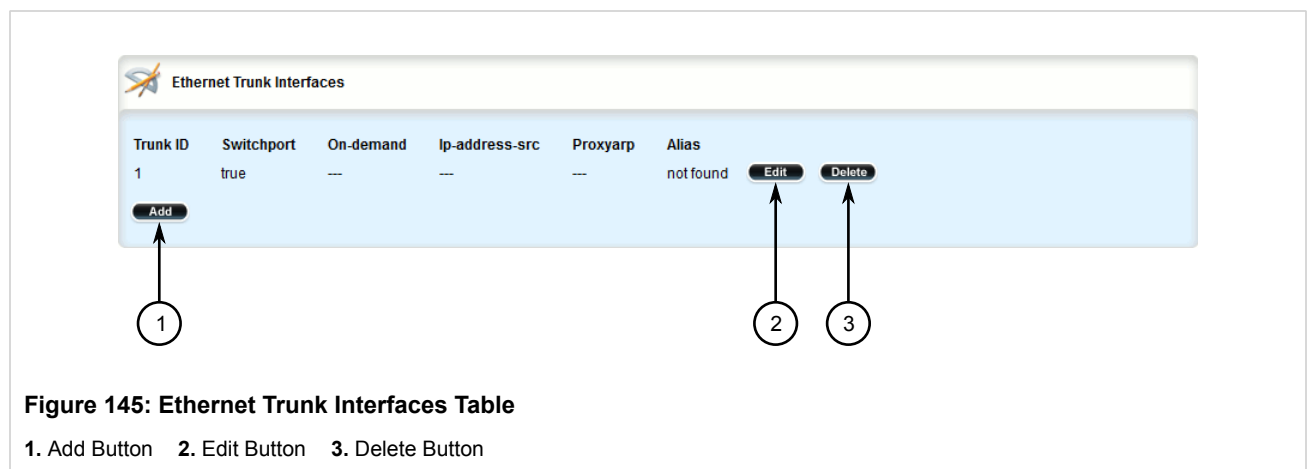 Ethernet Trunk Interfaces
Trunk ID Switchport On-demand Ip-address-src Proxyarp Alias
1 true --- --- --- not found Edit Delete
Add
1 2 3
Figure 145: Ethernet Trunk Interfaces Table
1. Add Button 2. Edit Button 3. Delete Button